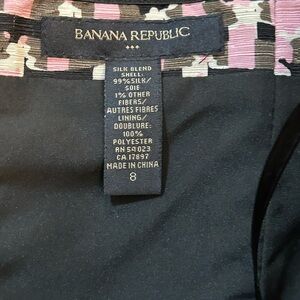 BANANA REPUBLIC
SILK BLEND
SHELL:
99%SILK/
SOIE
1% OTHER
FIBERS/
AUTRES FIBRES
LINING/
DOUBLURE:
100%
POLYESTER
RN 54023
CA 17897
MADE IN CHINA
8